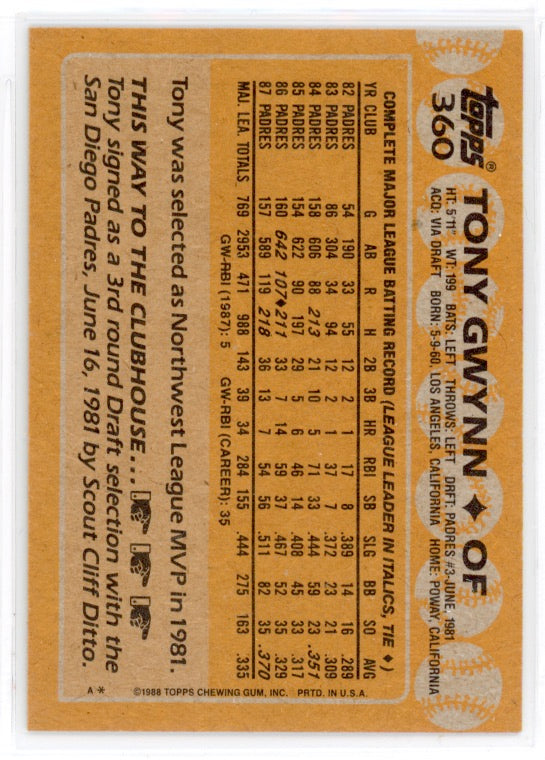 topps®
360
TONY GWYNN ♦ OF
HT: 5'11" WT: 199 BATS: LEFT THROWS: LEFT DRFT: PADRES #3-JUNE, 1981
ACQ: VIA DRAFT BORN: 5-9-60, LOS ANGELES, CALIFORNIA HOME: POWAY, CALIFORNIA
COMPLETE MAJOR LEAGUE BATTING RECORD (LEAGUE LEADER IN ITALICS, TIE ♦)
YR CLUB G AB R H 2B 3B HR RBI SB SLG BB SO AVG
82 PADRES 54 190 33 55 12 2 1 17 8 .389 14 16 .289
83 PADRES 86 304 34 94 12 2 1 37 7 .372 23 21 .309
84 PADRES 158 606 88 213 21 10 5 71 33 .444 59 23 .351
85 PADRES 154 622 90 197 29 5 6 46 14 .408 45 33 .317
86 PADRES 160 642 107♦ 211 33 7 14 59 37 .467 52 35 .329
87 PADRES 157 589 119 218 36 13 7 54 56 .511 82 35 .370
MAJ. LEA. TOTALS 769 2953 471 988 143 39 34 284 155 .444 275 163 .335
GW-RBI (1987): 5 GW-RBI (CAREER): 35
Tony was selected as Northwest League MVP in 1981.
THIS WAY TO THE CLUBHOUSE...
Tony signed as a 3rd round Draft selection with the
San Diego Padres, June 16, 1981 by Scout Cliff Ditto.
©1988 TOPPS CHEWING GUM, INC. PRTD. IN U.S.A.
A *